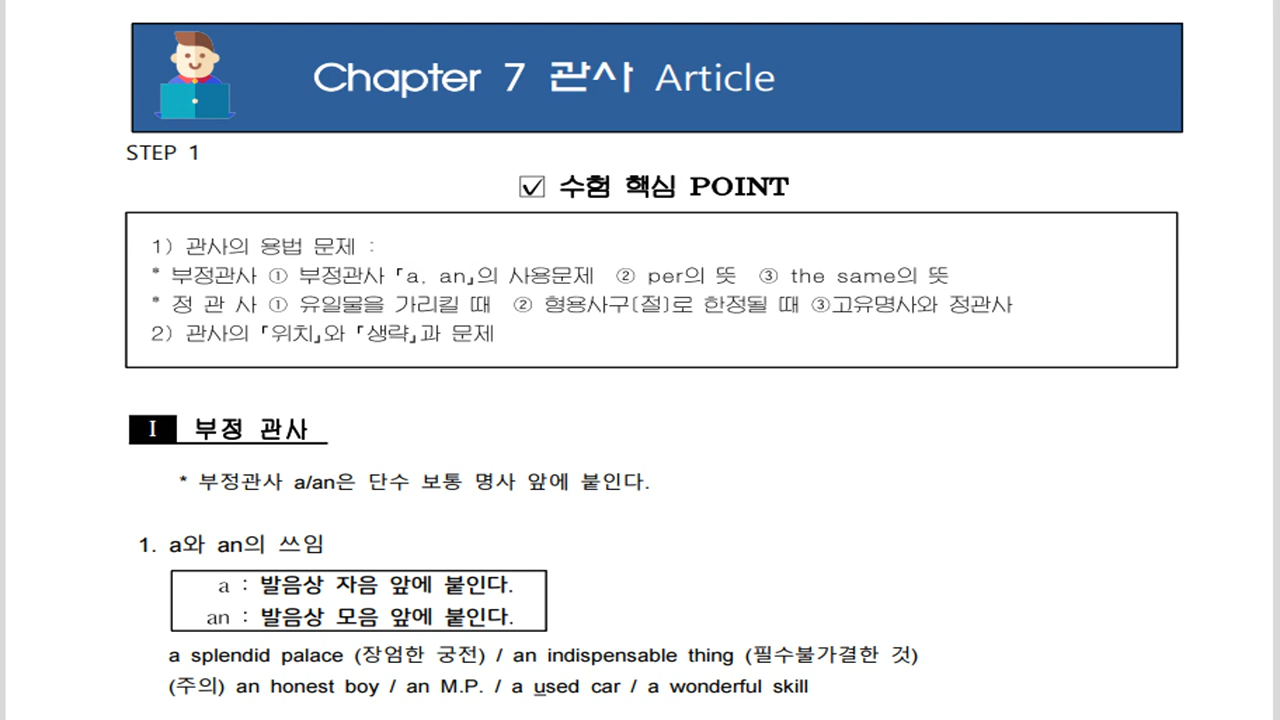 Chapter 7 관사 Article
STEP 1
☑ 수험 핵심 POINT
1) 관사의 용법 문제 :
* 부정관사 ① 부정관사「a, an」의 사용문제 ② per의 뜻 ③ the same의 뜻
* 정 관 사 ① 유일물을 가리킬 때 ② 형용사구(절)로 한정될 때 ③고유명사와 정관사
2) 관사의「위치」와「생략」과 문제
I 부정 관사
* 부정관사 a/an은 단수 보통 명사 앞에 붙인다.
1. a와 an의 쓰임
a : 발음상 자음 앞에 붙인다.
an : 발음상 모음 앞에 붙인다.
a splendid palace (장엄한 궁전) / an indispensable thing (필수불가결한 것)
(주의) an honest boy / an M.P. / a used car / a wonderful skill